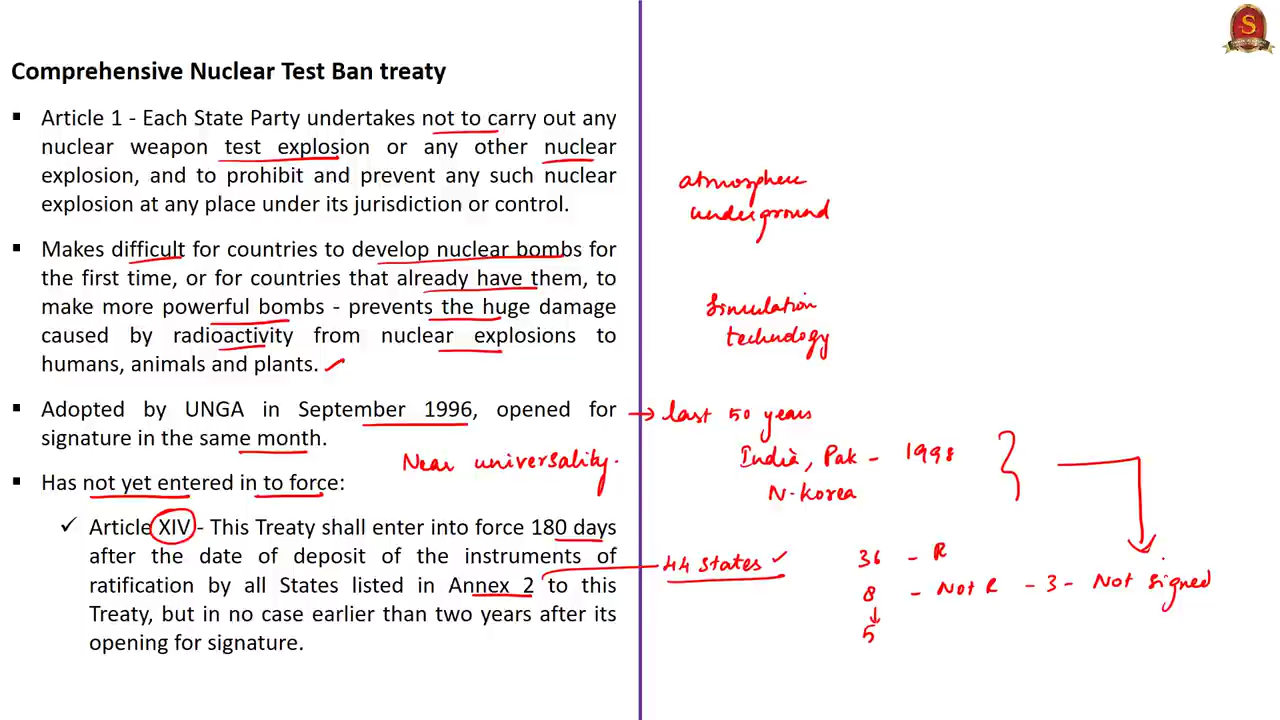 Comprehensive Nuclear Test Ban treaty
▪ Article 1 - Each State Party undertakes not to carry out any
nuclear weapon test explosion or any other nuclear
explosion, and to prohibit and prevent any such nuclear
explosion at any place under its jurisdiction or control.
▪ Makes difficult for countries to develop nuclear bombs for
the first time, or for countries that already have them, to
make more powerful bombs - prevents the huge damage
caused by radioactivity from nuclear explosions to
humans, animals and plants.
▪ Adopted by UNGA in September 1996, opened for
signature in the same month.
Near universality.
▪ Has not yet entered in to force:
✓ Article XIV - This Treaty shall enter into force 180 days
after the date of deposit of the instruments of
ratification by all States listed in Annex 2 to this
Treaty, but in no case earlier than two years after its
opening for signature.
atmosphere
underground
Simulation
technology
→ last 50 years
India, Pak - 1998
N-Korea
44 States ✓
36 - R
8 - Not R - 3 - Not Signed
↓
5
S